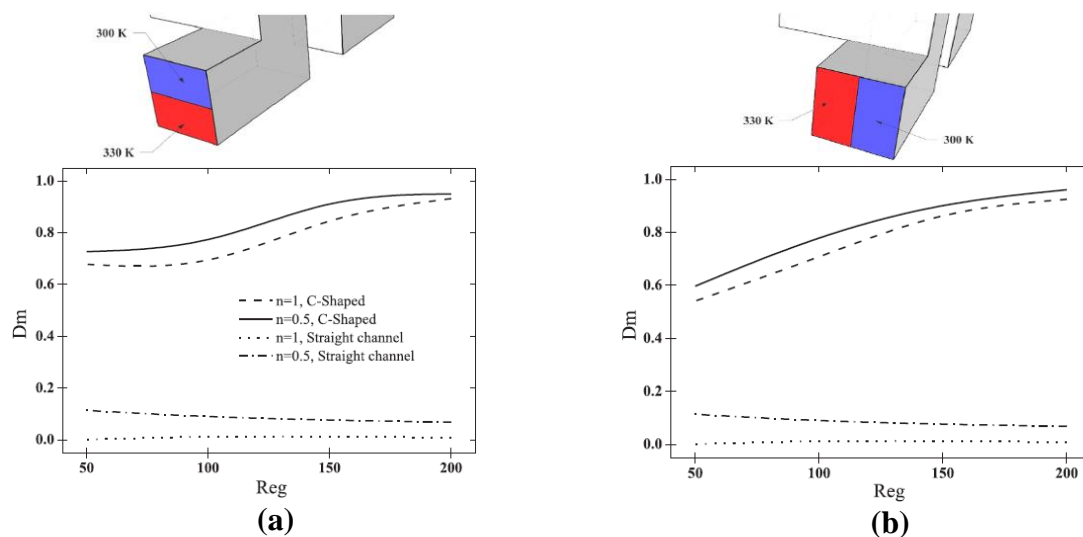 300 K
330 K
1.0
0.8
0.6
0.4
0.2
0.0
Dm
n=1, C-Shaped
n=0.5, C-Shaped
n=1, Straight channel
n=0.5, Straight channel
50
100
150
200
Reg
(a)
330 K
300 K
1.0
0.8
0.6
0.4
0.2
0.0
Dm
50
100
150
200
Reg
(b)